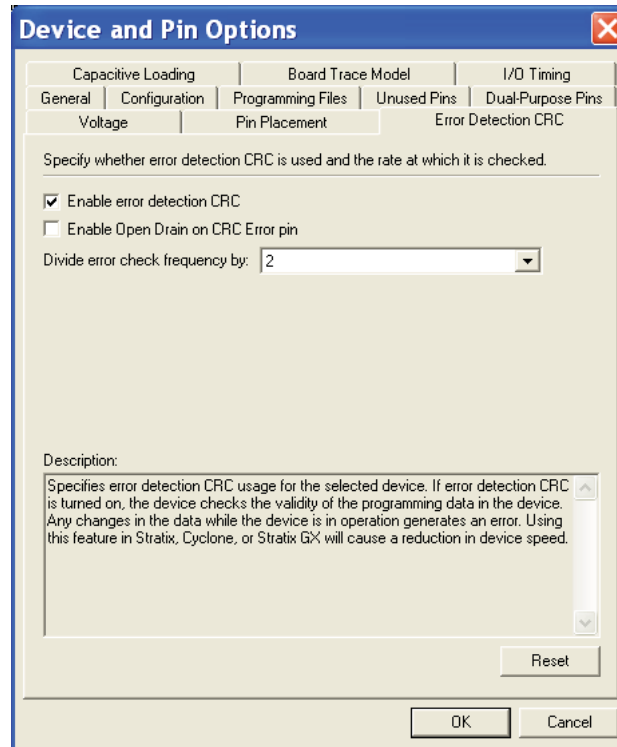 Device and Pin Options
Capacitive Loading Board Trace Model I/O Timing
General Configuration Programming Files Unused Pins Dual-Purpose Pins
Voltage Pin Placement Error Detection CRC
Specify whether error detection CRC is used and the rate at which it is checked.
Enable error detection CRC
Enable Open Drain on CRC Error pin
Divide error check frequency by: 2
Description:
Specifies error detection CRC usage for the selected device. If error detection CRC
is turned on, the device checks the validity of the programming data in the device.
Any changes in the data while the device is in operation generates an error. Using
this feature in Stratix, Cyclone, or Stratix GX will cause a reduction in device speed.
Reset
OK Cancel